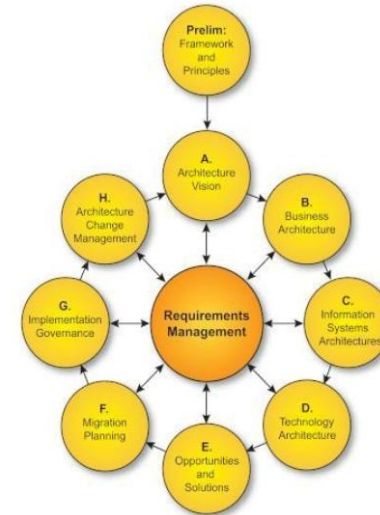 Prelim:
Framework
and
Principles
A.
Architecture
Vision
B.
Business
Architecture
C.
Information
Systems
Architectures
D.
Technology
Architecture
E.
Opportunities
and
Solutions
F.
Migration
Planning
G.
Implementation
Governance
H.
Architecture
Change
Management
Requirements
Management